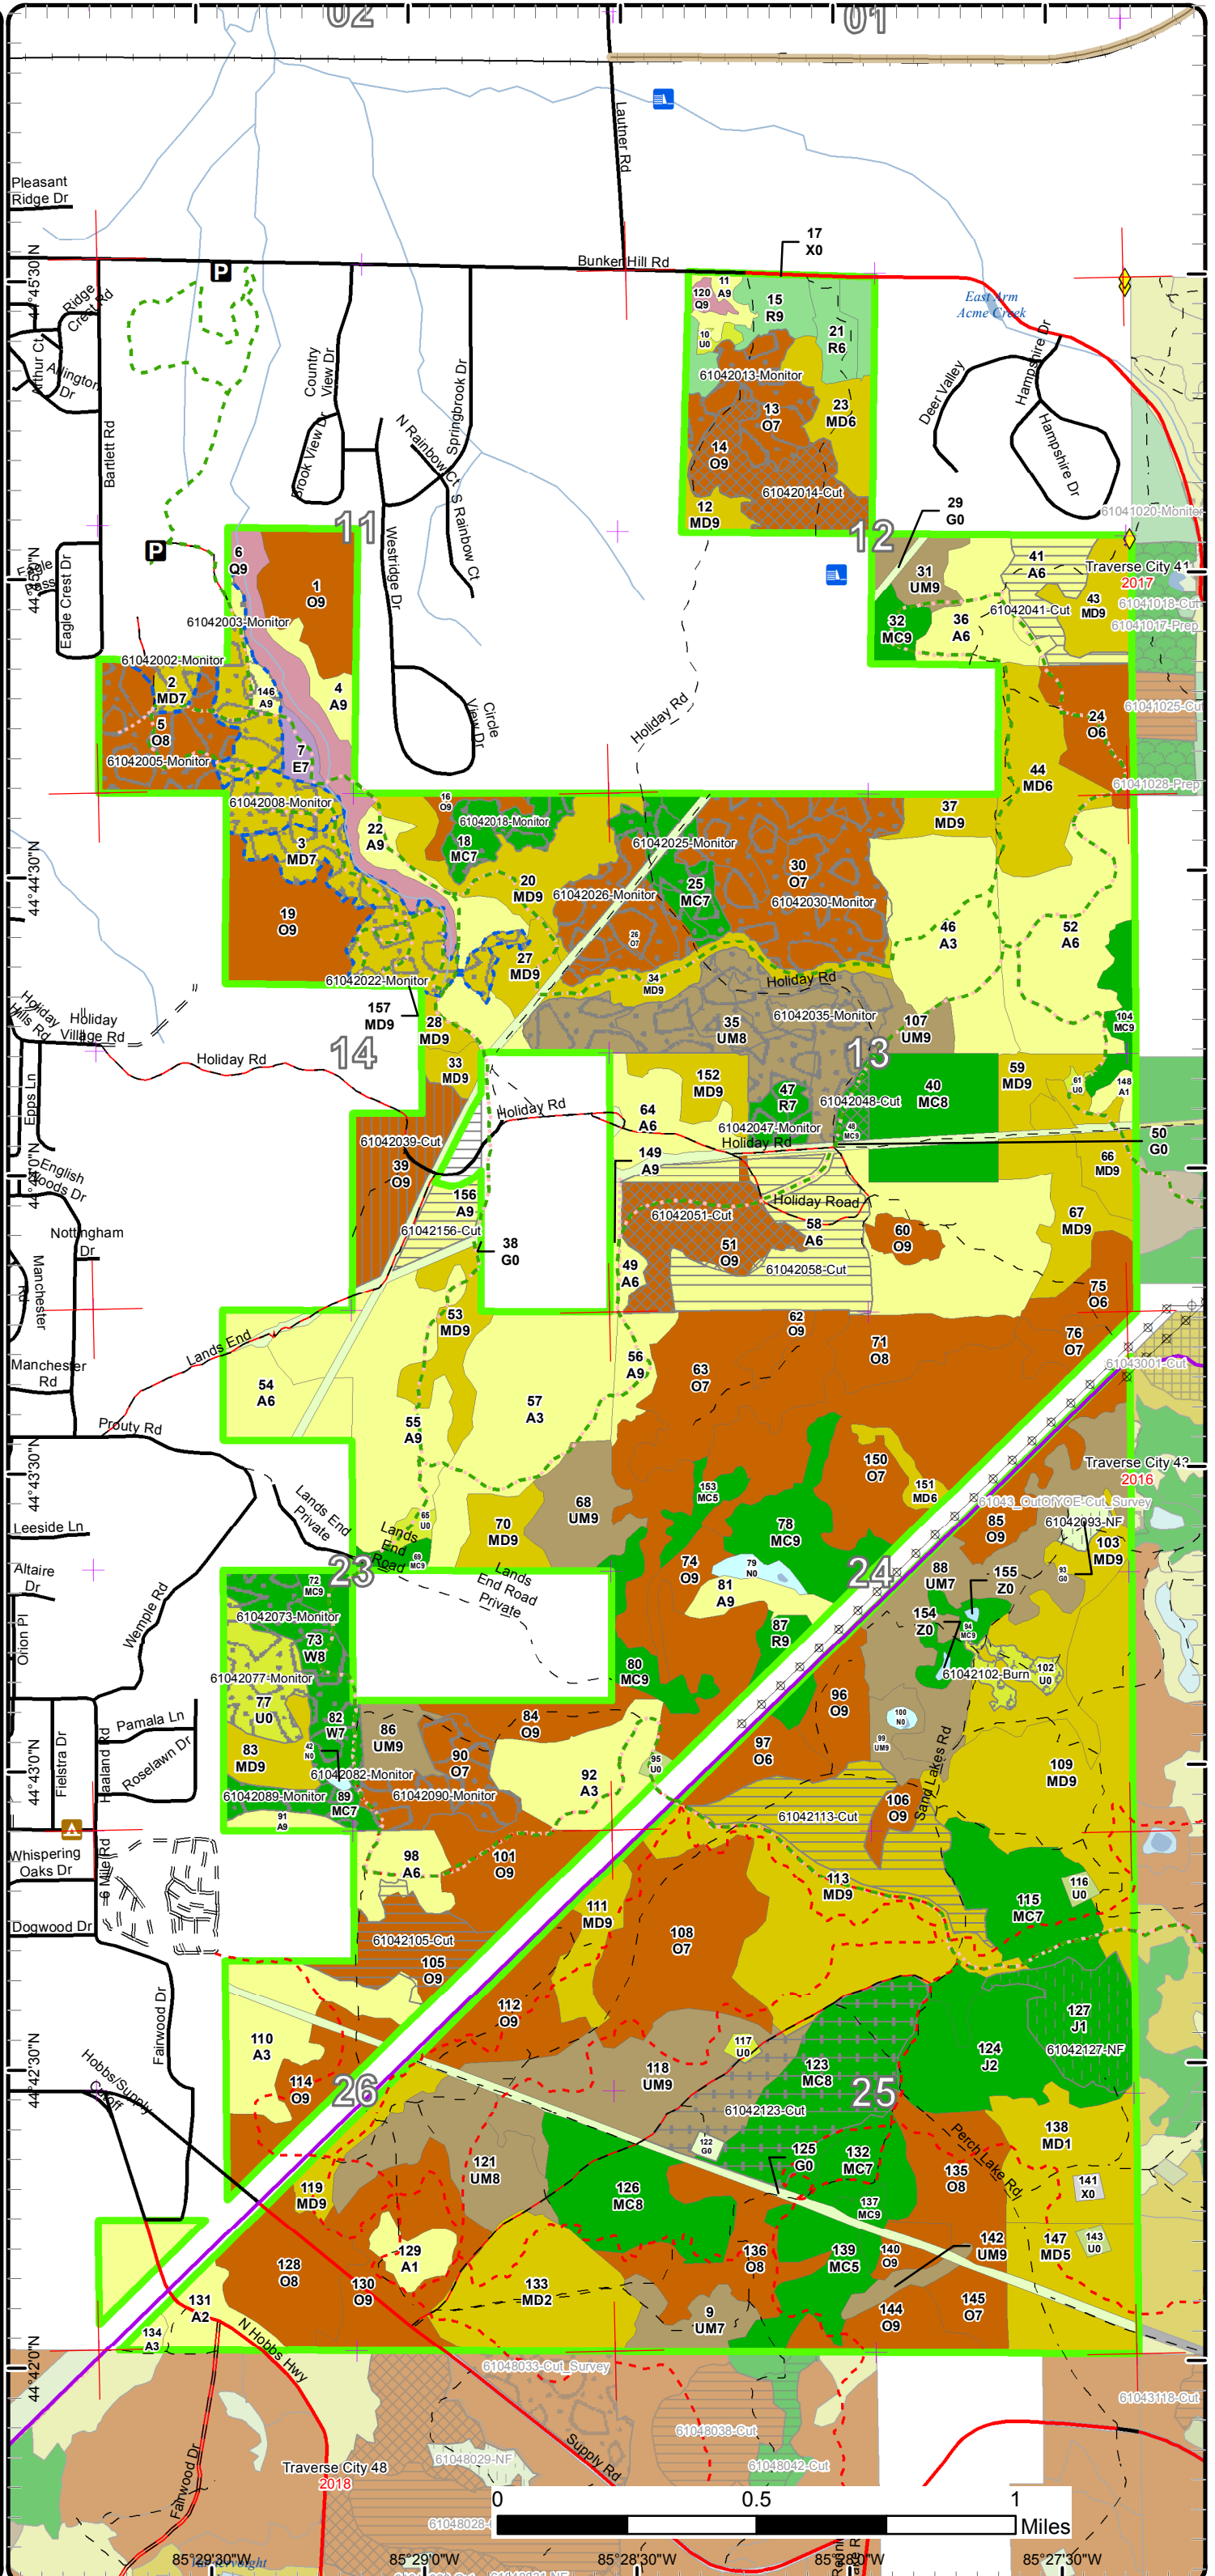 02
01
Pleasant
Ridge Dr
Lautner Rd
17
X0
Bunker Hill Rd
44°45'30"N
Ridge
Crest Rd
Arthur Ct
Arlington
Dr
Bartlett Rd
Country
View Dr
Brook View Dr
Springbrook Dr
N Rainbow Ct
S Rainbow Ct
Westridge Dr
Circle
View Dr
East Arm
Acme Creek
Deer Valley
Hampshire Dr
Hampshire Dr
120
Q9
11
A9
10
U0
15
R9
21
R6
61042013-Monitor
13
O7
23
MD6
14
O9
61042014-Cut
12
MD9
29
G0
61041020-Monitor
P
P
11
12
6
Q9
1
O9
Eagle Crest Dr
61042003-Monitor
61042002-Monitor
2
MD7
146
A9
4
A9
5
O8
61042005-Monitor
7
E7
31
UM9
41
A6
Traverse City 41
2017
61042041-Cut
43
MD9
61041018-Cut
61041017-Prep
32
MC9
36
A6
24
O6
61041025-Cut
44
MD6
61041028-Prep
Holiday Rd
61042008-Monitor
3
MD7
22
A9
16
O9
61042018-Monitor
18
MC7
61042025-Monitor
37
MD9
44°44'30"N
20
MD9
61042026-Monitor
25
MC7
30
O7
61042030-Monitor
19
O9
26
O7
46
A3
52
A6
27
MD9
34
MD9
Holiday Rd
61042022-Monitor
157
MD9
28
MD9
35
UM8
61042035-Monitor
107
UM9
104
MC9
Holiday
Hills Rd
Holiday
Village Rd
Holiday Rd
14
13
33
MD9
152
MD9
47
R7
40
MC8
59
MD9
61
U0
148
A1
Epps Ln
Holiday Rd
64
A6
61042048-Cut
61042047-Monitor
48
MC9
Holiday Rd
50
G0
61042039-Cut
39
O9
149
A9
66
MD9
English
Woods Dr
156
A9
61042156-Cut
38
G0
61042051-Cut
Holiday Road
58
A6
67
MD9
Nottingham
Dr
51
O9
49
A6
61042058-Cut
60
O9
75
O6
Manchester
Rd
53
MD9
62
O9
71
O8
76
O7
Lands End
Manchester
Rd
54
A6
56
A9
63
O7
61043001-Cut
Prouty Rd
57
A3
55
A9
150
O7
44°43'30"N
Traverse City 43
2016
151
MD6
153
MC5
Lands End
Private
68
UM9
61043_OutOfYOE-Cut_Survey
Leeside Ln
65
U0
Lands
End
Road
70
MD9
78
MC9
85
O9
61042093-NF
103
MD9
69
MC9
23
24
Altaire
Dr
Lands
End Road
Private
74
O9
79
N0
81
A9
88
UM7
155
Z0
93
G0
72
MC9
Orion Pl
Wemple Rd
61042073-Monitor
73
W8
87
R9
154
Z0
94
MC9
61042077-Monitor
77
U0
80
MC9
61042102-Burn
102
U0
Pamala Ln
Roselawn Dr
Fielstra Dr
Haaland Rd
82
W7
86
UM9
84
O9
96
O9
100
N0
44°43'0"N
83
MD9
42
N0
90
O7
97
O6
99
UM9
95
U0
61042082-Monitor
61042089-Monitor
89
MC7
61042090-Monitor
92
A3
109
MD9
91
A9
61042113-Cut
106
O9
Sand Lakes Rd
Whispering
Oaks Dr
6 Mile Rd
98
A6
101
O9
113
MD9
116
U0
115
MC7
Dogwood Dr
111
MD9
61042105-Cut
105
O9
108
O7
112
O9
Fairwood Dr
110
A3
127
J1
44°42'30"N
117
U0
124
J2
61042127-NF
Hobbs/Supply
Cutoff
114
O9
26
118
UM9
123
MC8
61042123-Cut
25
138
MD1
121
UM8
122
G0
125
G0
132
MC7
135
O8
Perch Lake Rd
119
MD9
126
MC8
137
MC9
141
X0
129
A1
136
O8
139
MC5
140
O9
142
UM9
147
MD5
143
U0
128
O8
130
O9
133
MD2
131
A2
9
UM7
144
O9
145
O7
134
A3
N Hobbs Hwy
44°42'0"N
61048033-Cut_Survey
61043118-Cut
61048038-Cut
Supply Rd
61048029-NF
61048042-Cut
Traverse City 48
2018
Fairwood Dr
0
0.5
1
Miles
85°29'30"W
85°29'0"W
85°28'30"W
85°27'30"W